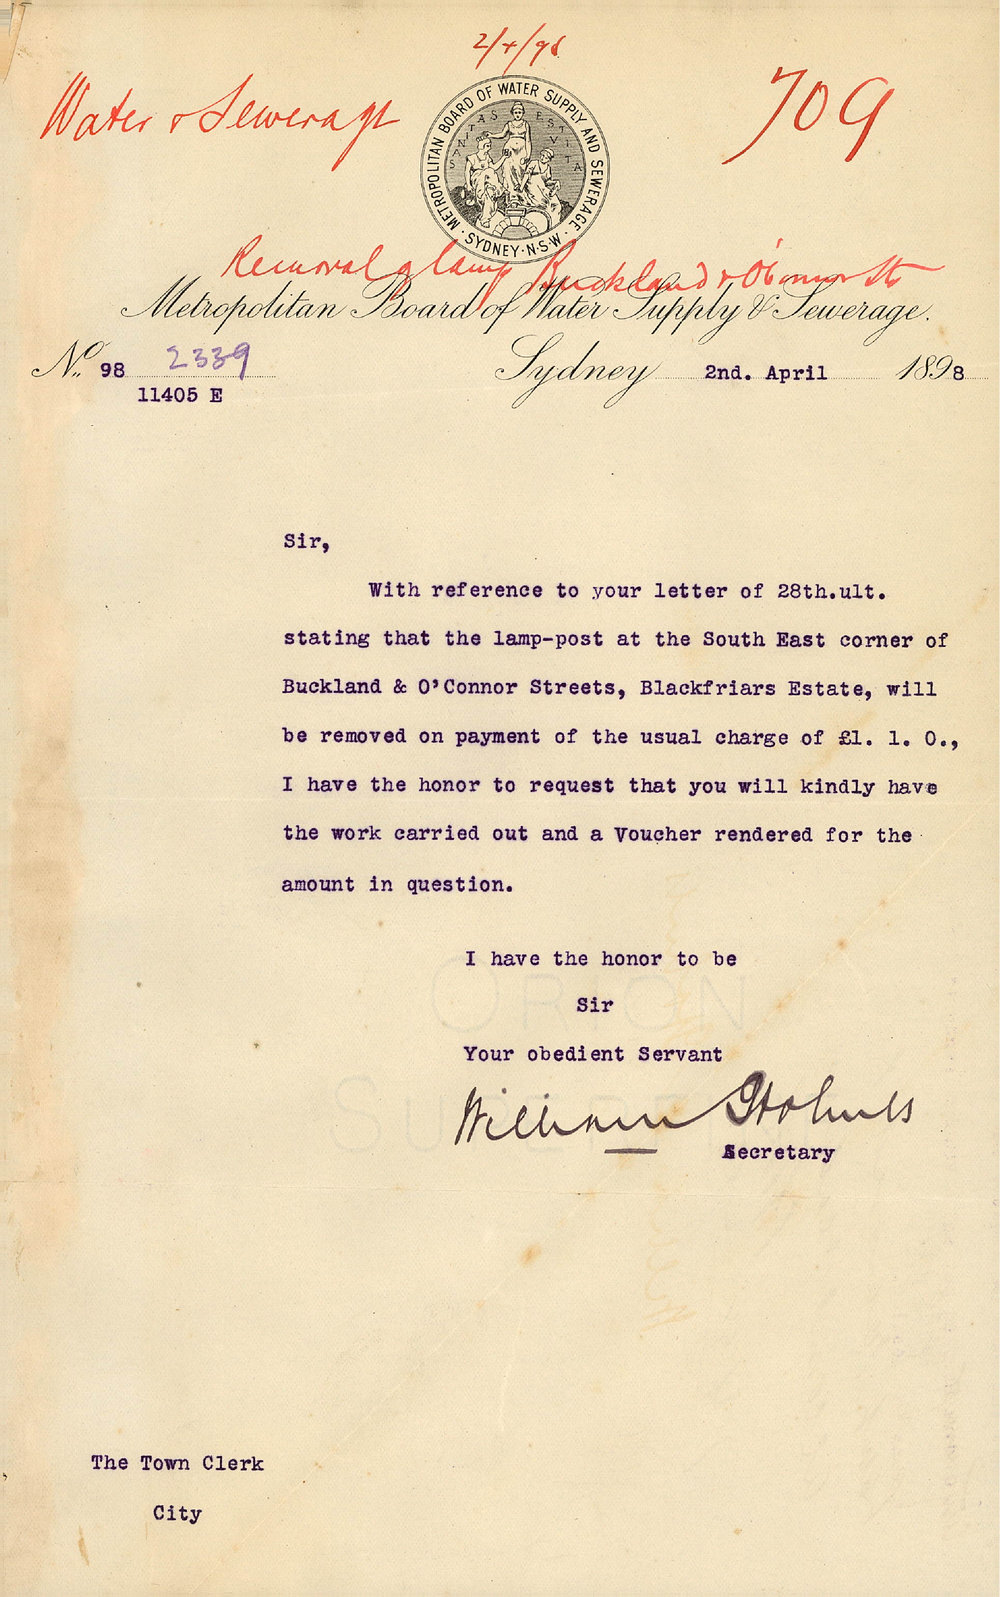 2/4/98
Water & Sewerage
709
METROPOLITAN BOARD OF WATER SUPPLY AND SEWERAGE.
SANITAS EST VITA
· SYDNEY · N·S·W ·
Removal of lamp Buckland & O'Connor St
Metropolitan Board of Water Supply & Sewerage.
No. 98 2339
11405 E
Sydney 2nd. April 1898
Sir,
With reference to your letter of 28th.ult.
stating that the lamp-post at the South East corner of
Buckland & O'Connor Streets, Blackfriars Estate, will
be removed on payment of the usual charge of £1. 1. 0.,
I have the honor to request that you will kindly have
the work carried out and a Voucher rendered for the
amount in question.
I have the honor to be
Sir
Your obedient Servant
William Holmes
Secretary
ORION
The Town Clerk
City